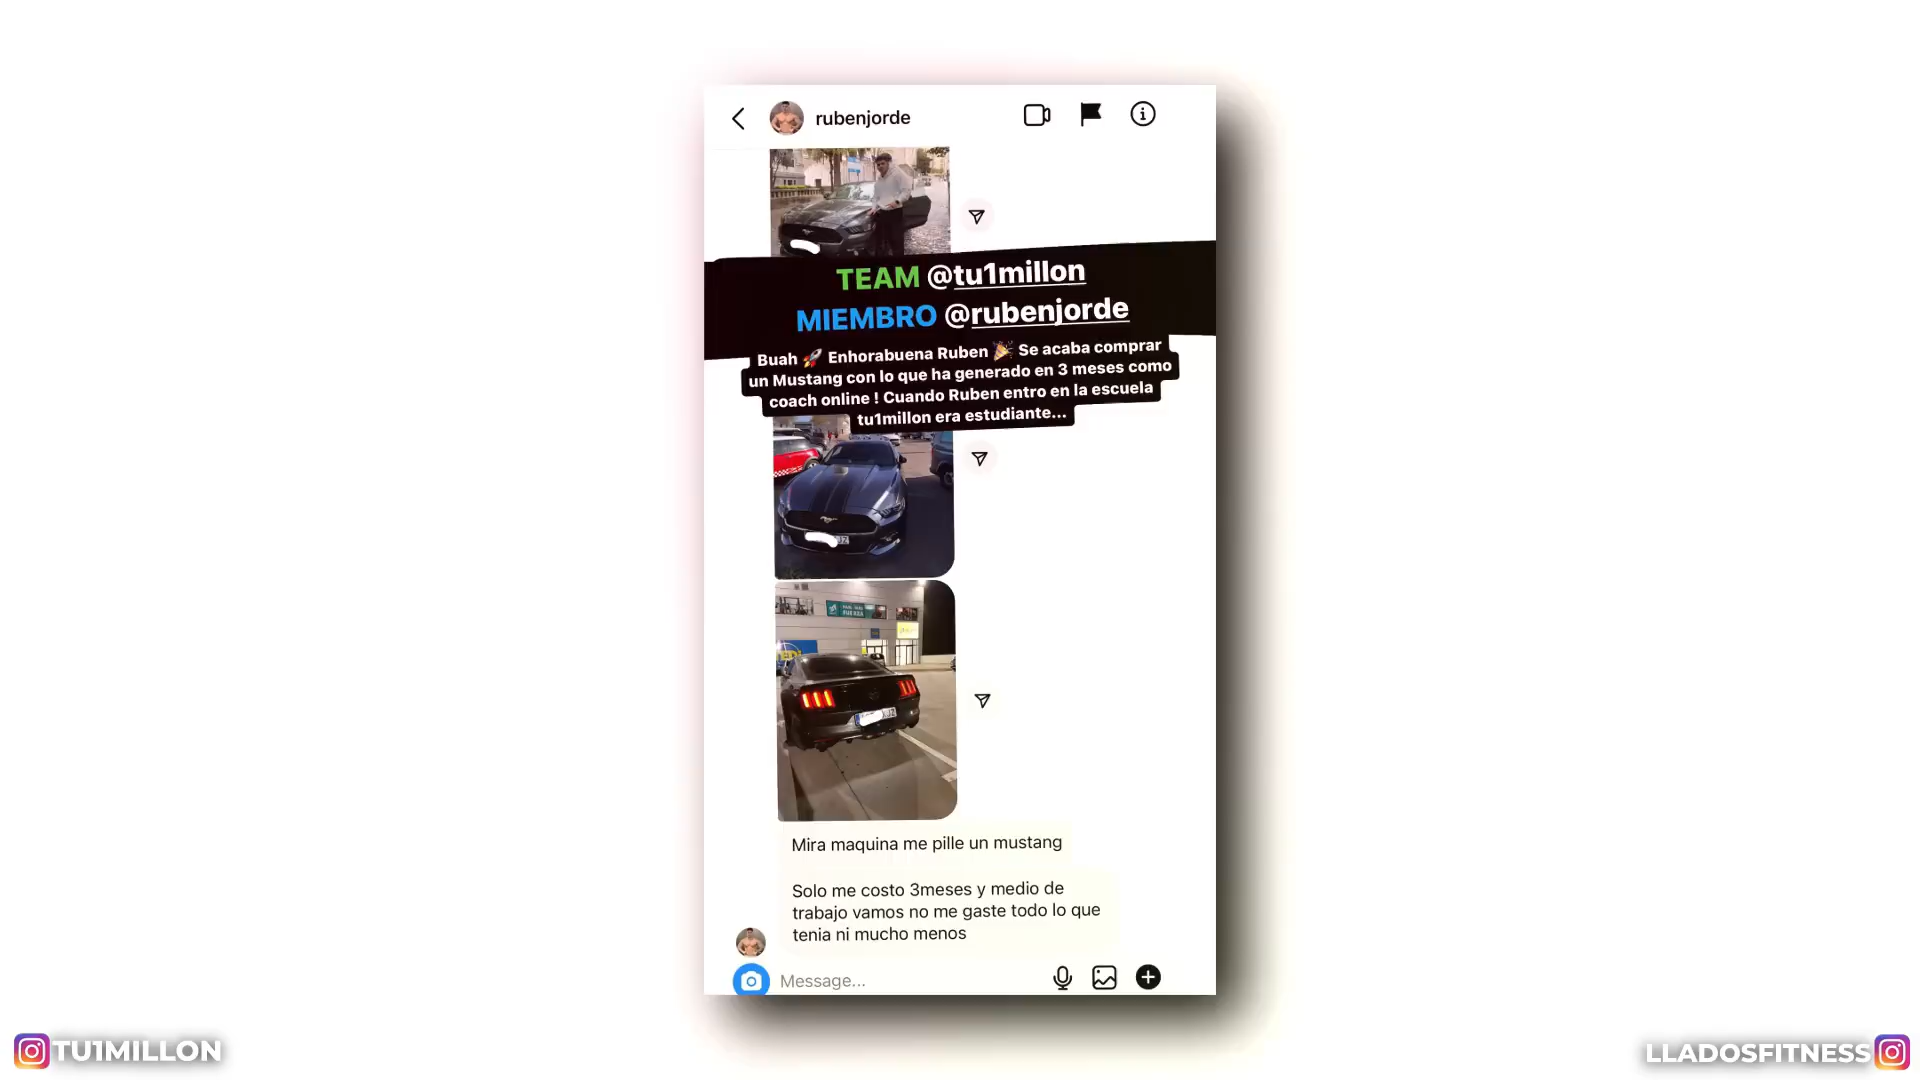 rubenjorde
TEAM @tu1millon
MIEMBRO @rubenjorde
Buah 🚀 Enhorabuena Ruben 🎉 Se acaba comprar
un Mustang con lo que ha generado en 3 meses como
coach online ! Cuando Ruben entro en la escuela
tu1millon era estudiante...
Mira maquina me pille un mustang
Solo me costo 3meses y medio de
trabajo vamos no me gaste todo lo que
tenia ni mucho menos
Message...
TU1MILLON
LLADOSFITNESS